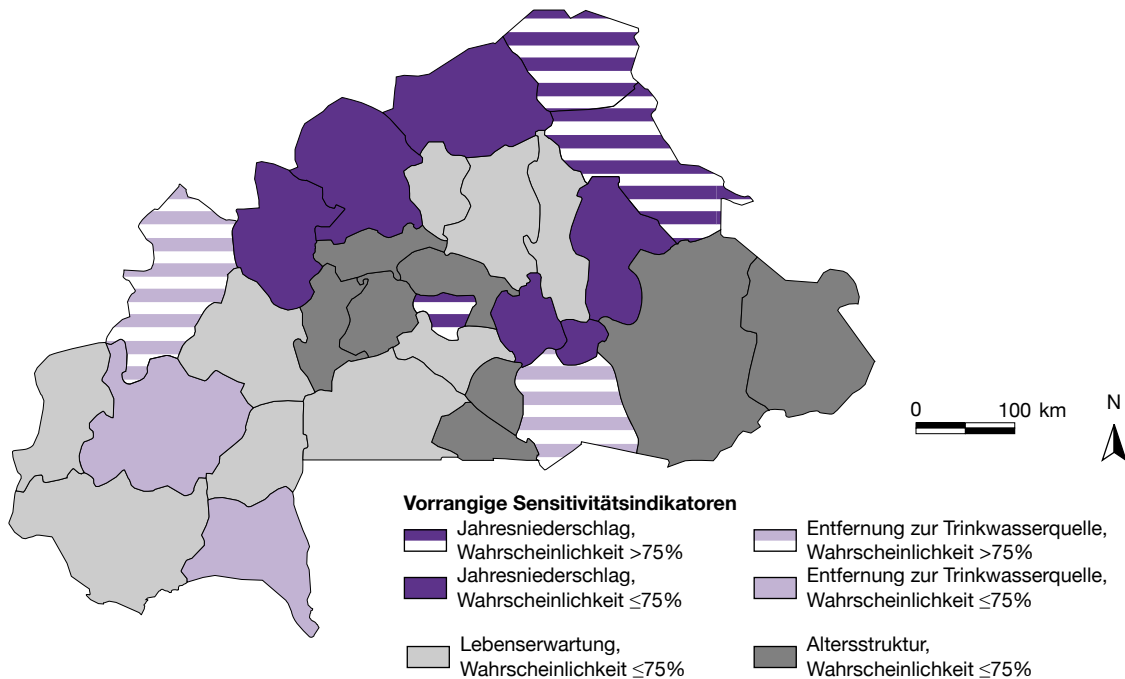 0 100 km
N
Vorrangige Sensitivitätsindikatoren
Jahresniederschlag,
Wahrscheinlichkeit >75%
Jahresniederschlag,
Wahrscheinlichkeit ≤75%
Lebenserwartung,
Wahrscheinlichkeit ≤75%
Entfernung zur Trinkwasserquelle,
Wahrscheinlichkeit >75%
Entfernung zur Trinkwasserquelle,
Wahrscheinlichkeit ≤75%
Altersstruktur,
Wahrscheinlichkeit ≤75%